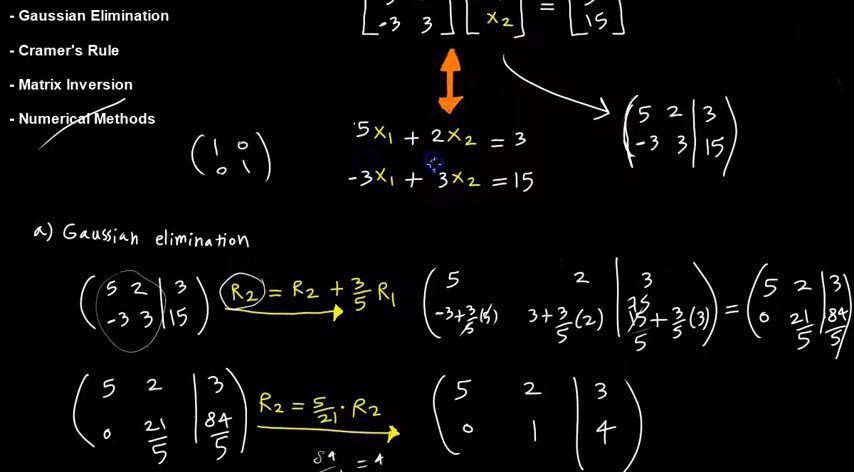 - Gaussian Elimination
- Cramer's Rule
- Matrix Inversion
- Numerical Methods
-3 3 x₂ = 15
5 2 | 3
-3 3 | 15
1 0
0 1
5x₁ + 2x₂ = 3
-3x₁ + 3x₂ = 15
a) Gaussian elimination
5 2 | 3
-3 3 | 15
R₂ = R₂ + 3/5 R₁
5 2 | 3
-3+3/5(5) 3+3/5(2) | 75 15/5 + 3/5(3)
=
5 2 | 3
0 21/5 | 84/5
5 2 | 3
0 21/5 | 84/5
R₂ = 5/21 · R₂
84 = 4
5 2 | 3
0 1 | 4